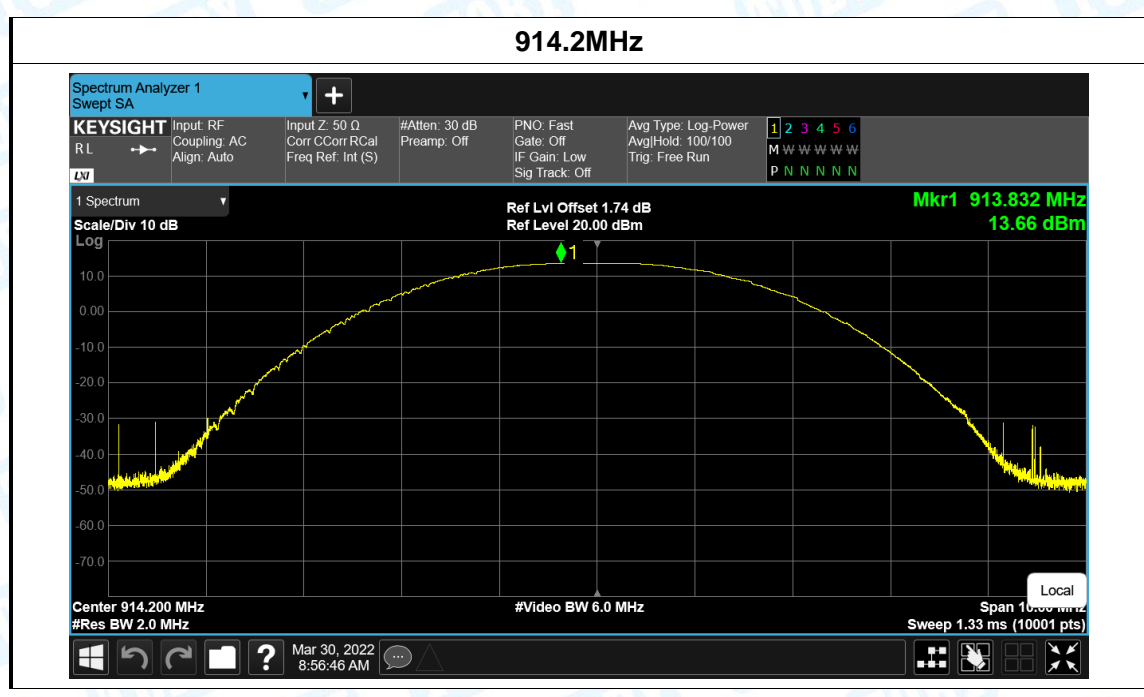 914.2MHz
Spectrum Analyzer 1
Swept SA
KEYSIGHT
R L
LXI
Input: RF
Coupling: AC
Align: Auto
Input Z: 50 Ω
Corr CCorr RCal
Freq Ref: Int (S)
#Atten: 30 dB
Preamp: Off
PNO: Fast
Gate: Off
IF Gain: Low
Sig Track: Off
Avg Type: Log-Power
Avg|Hold: 100/100
Trig: Free Run
1 2 3 4 5 6
M W W W W W
P N N N N N
1 Spectrum
Scale/Div 10 dB
Log
Ref Lvl Offset 1.74 dB
Ref Level 20.00 dBm
Mkr1 913.832 MHz
13.66 dBm
1
10.0
0.00
-10.0
-20.0
-30.0
-40.0
-50.0
-60.0
-70.0
Local
Center 914.200 MHz
#Video BW 6.0 MHz
Span 10.00 MHz
#Res BW 2.0 MHz
Sweep 1.33 ms (10001 pts)
?
Mar 30, 2022
8:56:46 AM